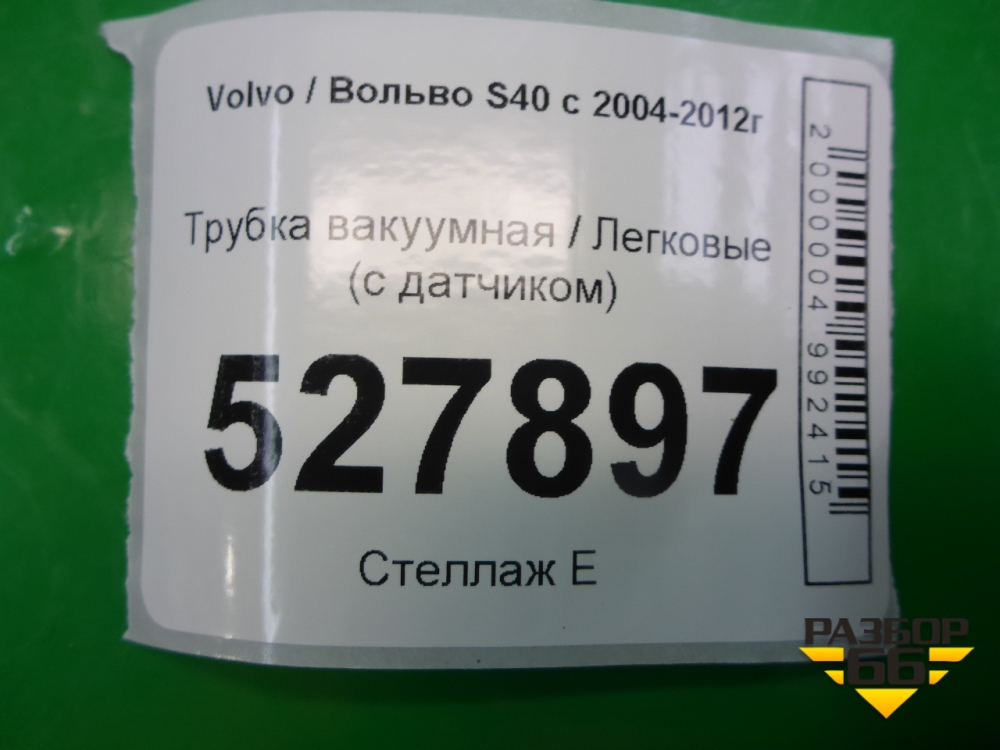 Volvo / Вольво S40 с 2004-2012г
Трубка вакуумная / Легковые
(с датчиком)
527897
Стеллаж Е
2000004992415
РАЗБОР
66